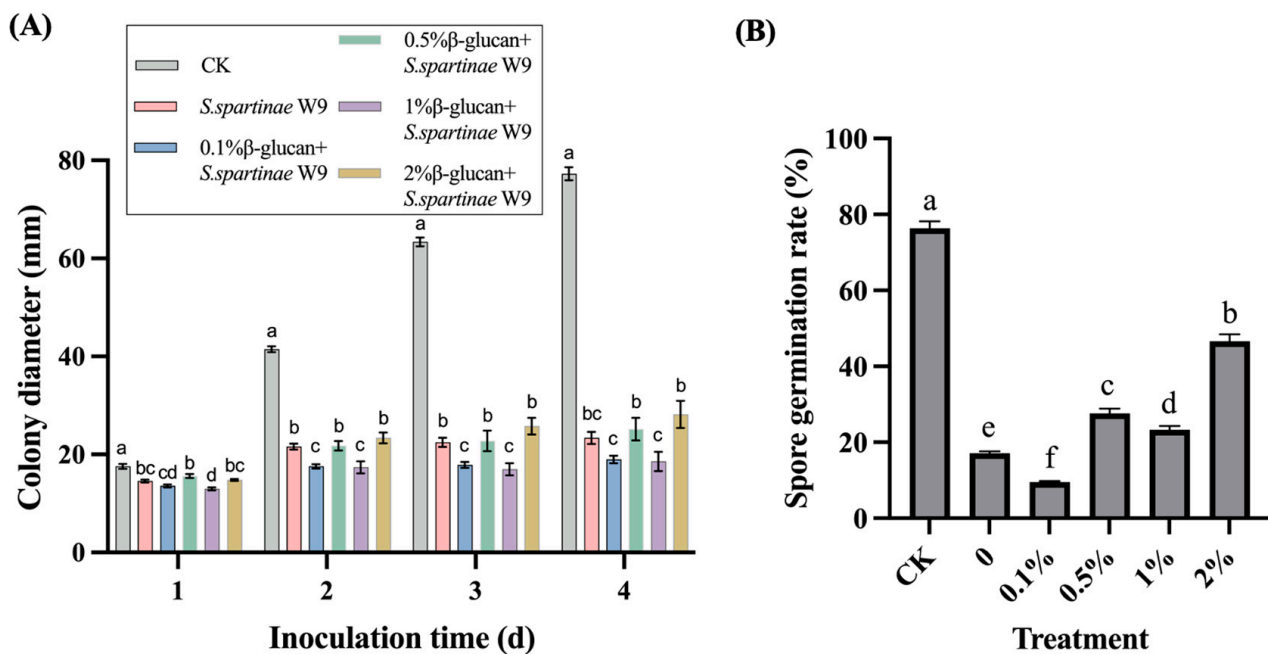 (A)
CK
S.spartinae W9
0.1%β-glucan+
S.spartinae W9
0.5%β-glucan+
S.spartinae W9
1%β-glucan+
S.spartinae W9
2%β-glucan+
S.spartinae W9
Colony diameter (mm)
80
60
40
20
0
a
bc
cd
b
d
bc
a
b
c
b
c
b
a
b
c
b
c
b
a
bc
c
b
c
b
1
2
3
4
Inoculation time (d)
(B)
Spore germination rate (%)
100
80
60
40
20
0
a
e
f
c
d
b
CK
0
0.1%
0.5%
1%
2%
Treatment